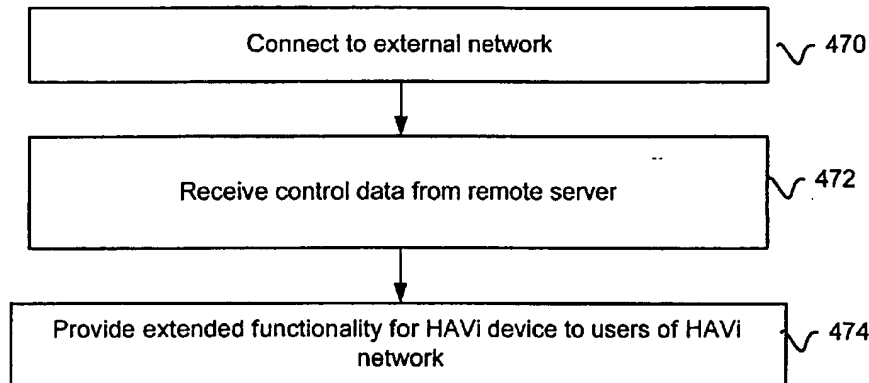 Connect to external network
470
Receive control data from remote server
472
Provide extended functionality for HAVi device to users of HAVi
network
474